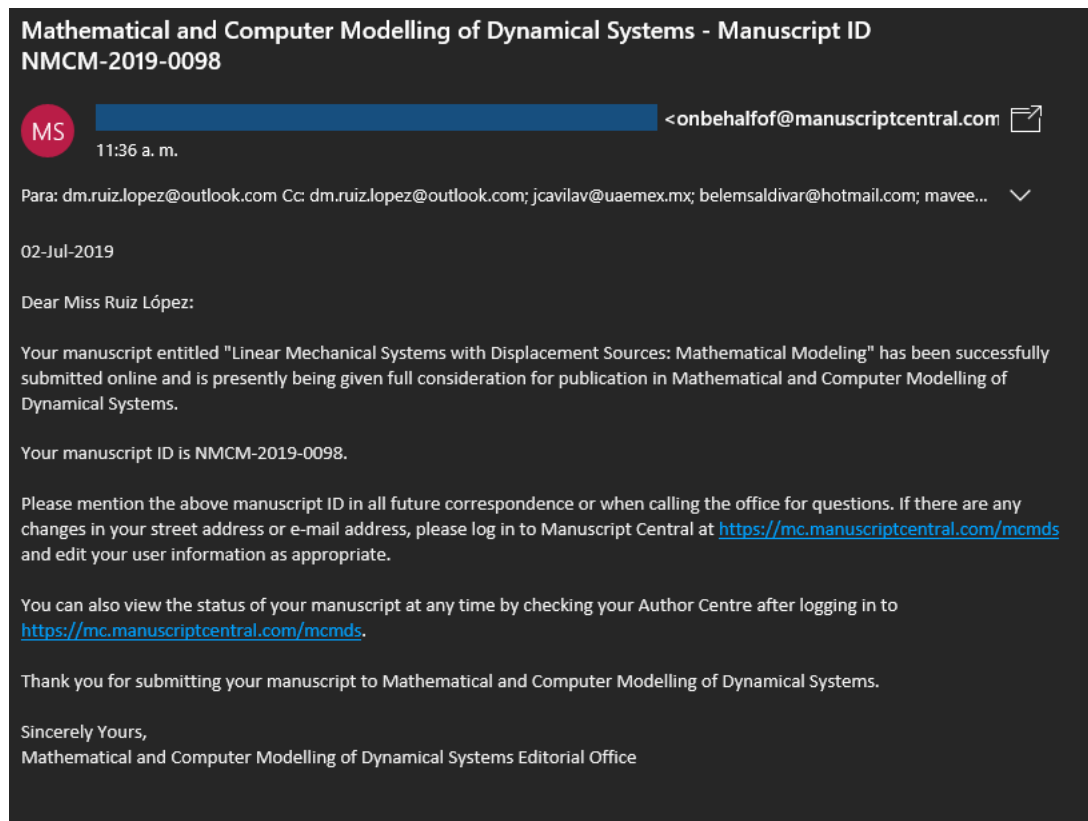 Mathematical and Computer Modelling of Dynamical Systems - Manuscript ID
NMCM-2019-0098
MS
<onbehalfof@manuscriptcentral.com
11:36 a. m.
Para: dm.ruiz.lopez@outlook.com Cc: dm.ruiz.lopez@outlook.com; jcavilav@uaemex.mx; belemsaldivar@hotmail.com; mavee...
02-Jul-2019
Dear Miss Ruiz López:
Your manuscript entitled "Linear Mechanical Systems with Displacement Sources: Mathematical Modeling" has been successfully
submitted online and is presently being given full consideration for publication in Mathematical and Computer Modelling of
Dynamical Systems.
Your manuscript ID is NMCM-2019-0098.
Please mention the above manuscript ID in all future correspondence or when calling the office for questions. If there are any
changes in your street address or e-mail address, please log in to Manuscript Central at https://mc.manuscriptcentral.com/mcmds
and edit your user information as appropriate.
You can also view the status of your manuscript at any time by checking your Author Centre after logging in to
https://mc.manuscriptcentral.com/mcmds.
Thank you for submitting your manuscript to Mathematical and Computer Modelling of Dynamical Systems.
Sincerely Yours,
Mathematical and Computer Modelling of Dynamical Systems Editorial Office